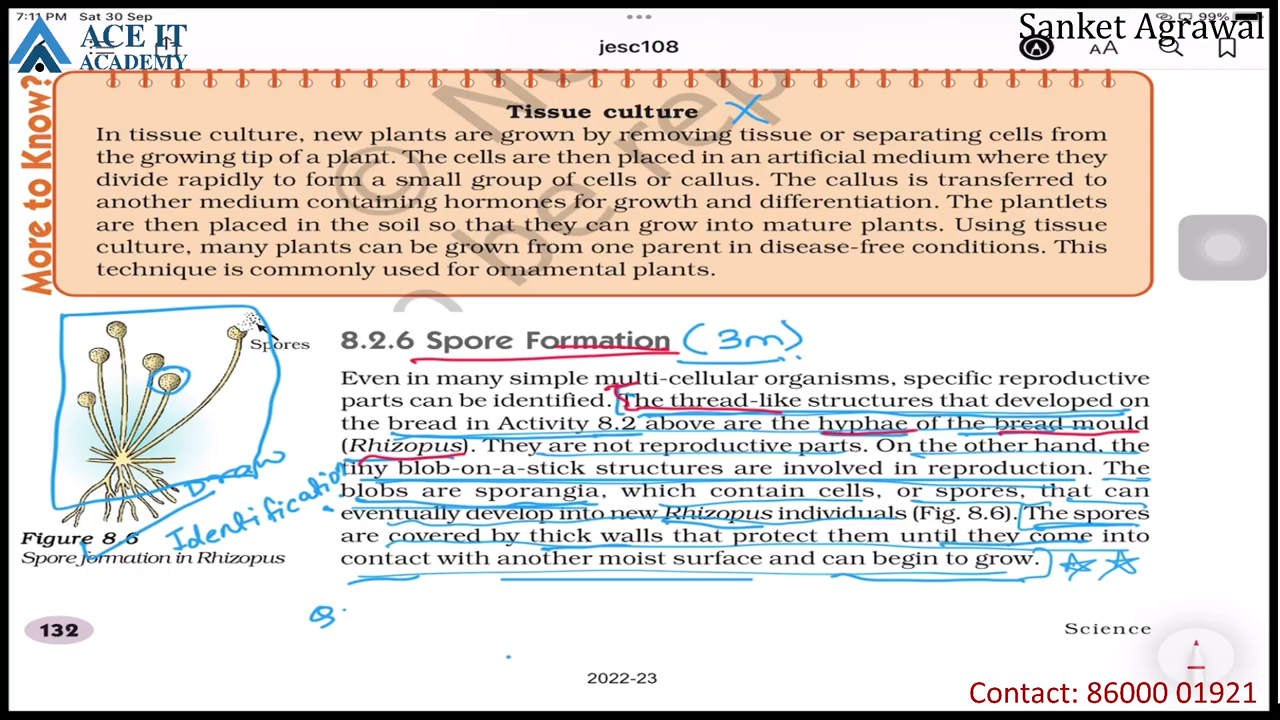 7:11 PM Sat 30 Sep
99%
ACE IT
ACADEMY
Sanket Agrawal
jesc108
AA
More to Know?
Tissue culture
In tissue culture, new plants are grown by removing tissue or separating cells from
the growing tip of a plant. The cells are then placed in an artificial medium where they
divide rapidly to form a small group of cells or callus. The callus is transferred to
another medium containing hormones for growth and differentiation. The plantlets
are then placed in the soil so that they can grow into mature plants. Using tissue
culture, many plants can be grown from one parent in disease-free conditions. This
technique is commonly used for ornamental plants.
Spores
8.2.6 Spore Formation (3m)
Even in many simple multi-cellular organisms, specific reproductive
parts can be identified. The thread-like structures that developed on
the bread in Activity 8.2 above are the hyphae of the bread mould
(Rhizopus). They are not reproductive parts. On the other hand, the
tiny blob-on-a-stick structures are involved in reproduction. The
blobs are sporangia, which contain cells, or spores, that can
eventually develop into new Rhizopus individuals (Fig. 8.6). The spores
are covered by thick walls that protect them until they come into
contact with another moist surface and can begin to grow.
Draw
Identification
Figure 8.6
Spore formation in Rhizopus
132
Science
2022-23
Contact: 86000 01921